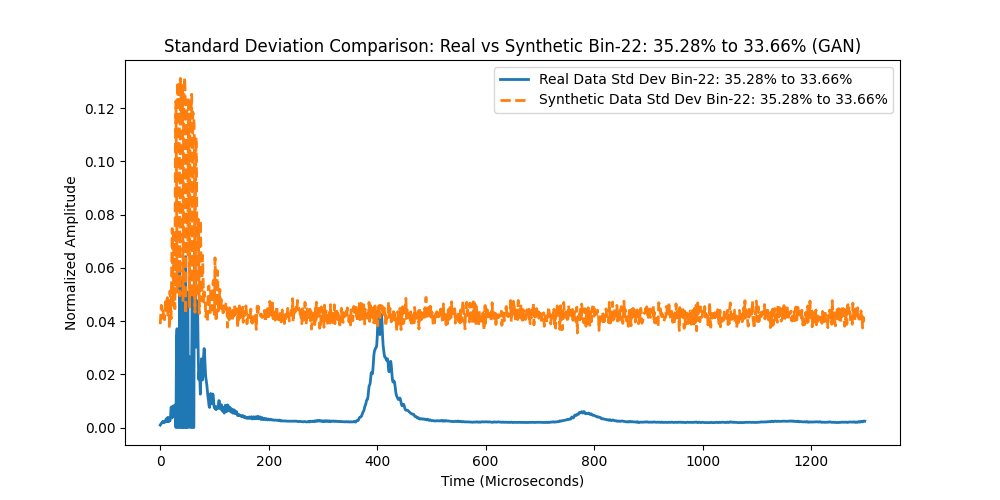 Standard Deviation Comparison: Real vs Synthetic Bin-22: 35.28% to 33.66% (GAN)
Real Data Std Dev Bin-22: 35.28% to 33.66%
Synthetic Data Std Dev Bin-22: 35.28% to 33.66%
Normalized Amplitude
0.12
0.10
0.08
0.06
0.04
0.02
0.00
0 200 400 600 800 1000 1200
Time (Microseconds)